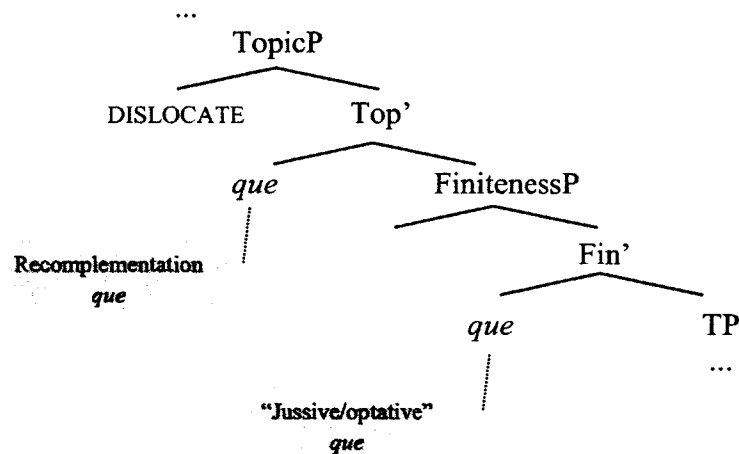 ...
TopicP
DISLOCATE Top’
que FinitenessP
Recomplementation
que
Fin’
que TP
...
“Jussive/optative”
que